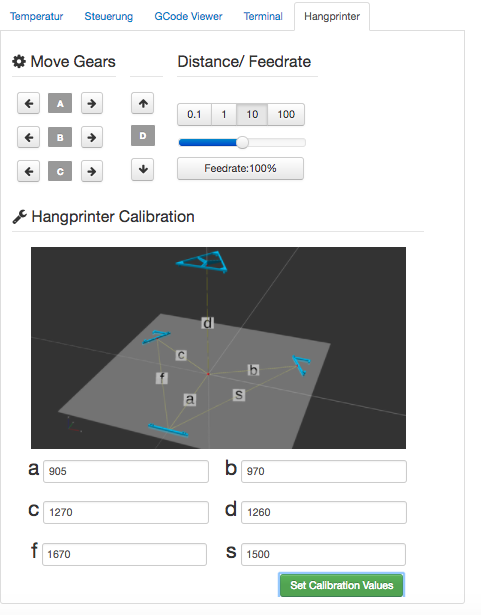 Temperatur Steuerung GCode Viewer Terminal Hangprinter
Move Gears Distance/ Feedrate
A
B D
C
0.1 1 10 100
Feedrate:100%
Hangprinter Calibration
d
c
b
f
s
a
a 905 b 970
c 1270 d 1260
f 1670 s 1500
Set Calibration Values